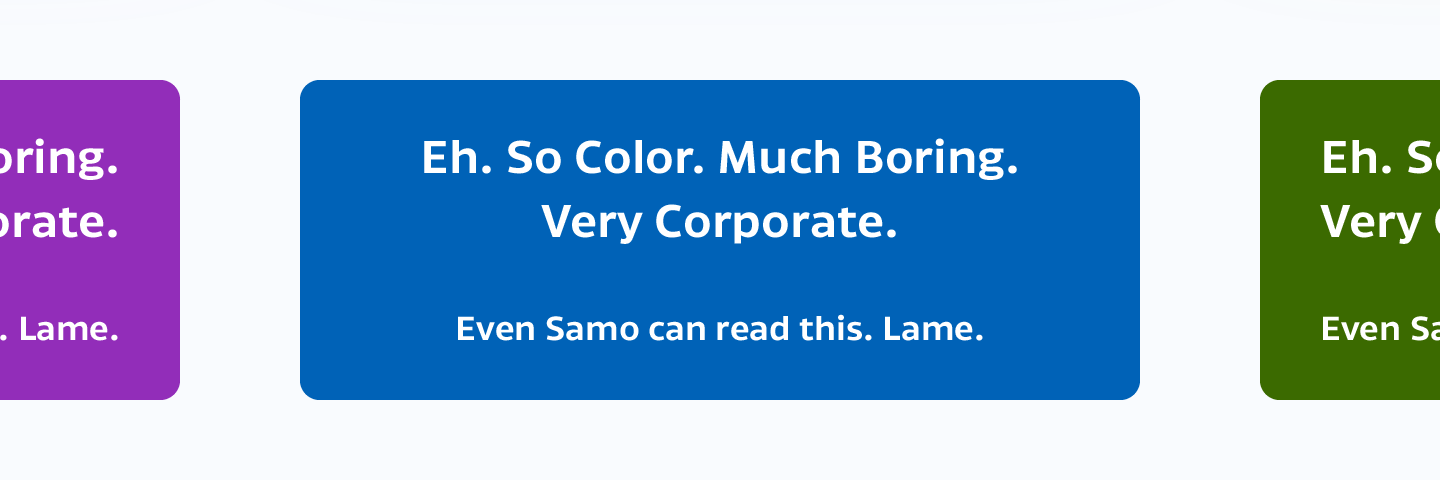 oring.
orate.
. Lame.
Eh. So Color. Much Boring.
Very Corporate.
Even Samo can read this. Lame.
Eh. S
Very
Even Sa